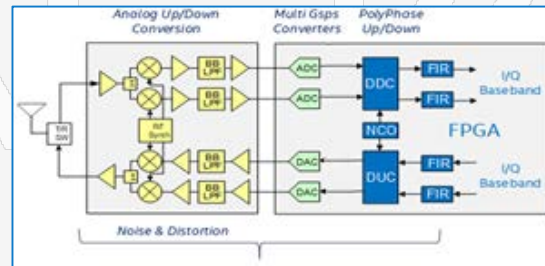 Analog Up/Down
Conversion
Multi Gsps
Converters
PolyPhase
Up/Down
BB
LPF
BB
LPF
ADC
ADC
DDC
FIR
FIR
I/Q
Baseband
T/R
SW
RF
Synth
NCO
FPGA
BB
LPF
BB
LPF
DAC
DAC
DUC
FIR
FIR
I/Q
Baseband
Noise & Distortion